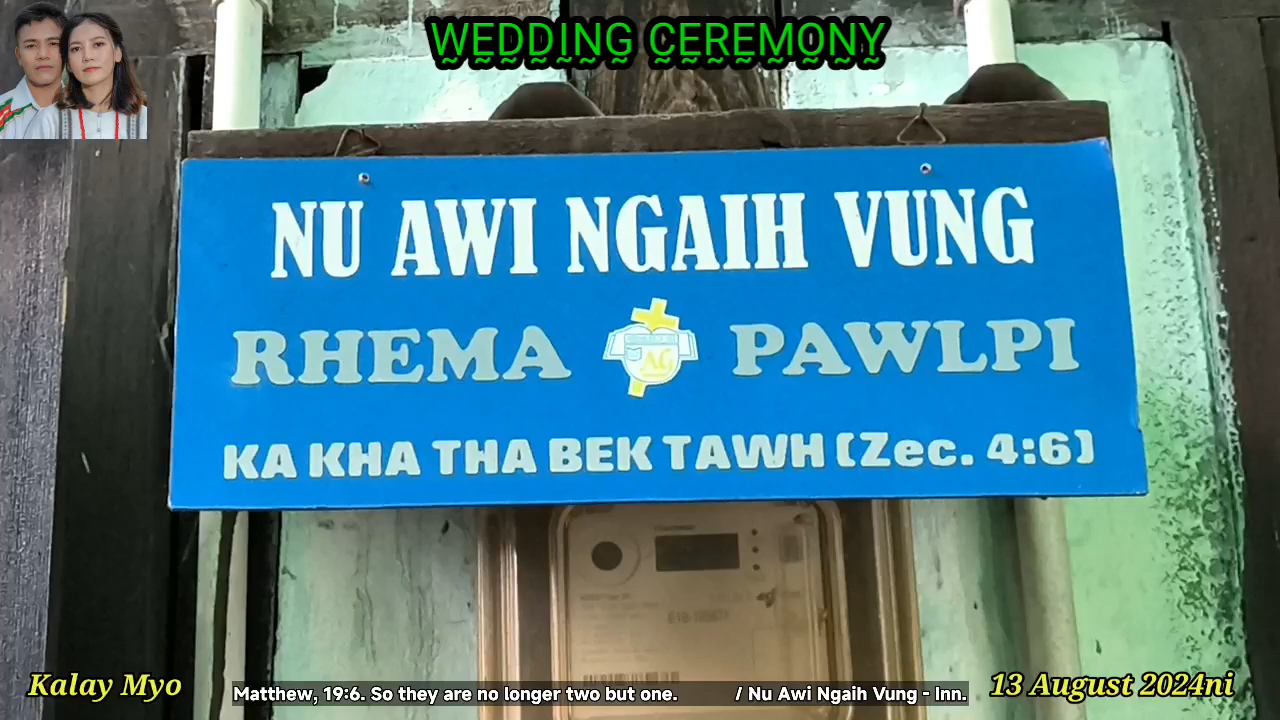 WEDDING CEREMONY
NU AWI NGAIH VUNG
RHEMA AG PAWLPI
KA KHA THA BEK TAWH (Zec. 4:6)
Kalay Myo
Matthew, 19:6. So they are no longer two but one. / Nu Awi Ngaih Vung - Inn.
13 August 2024ni